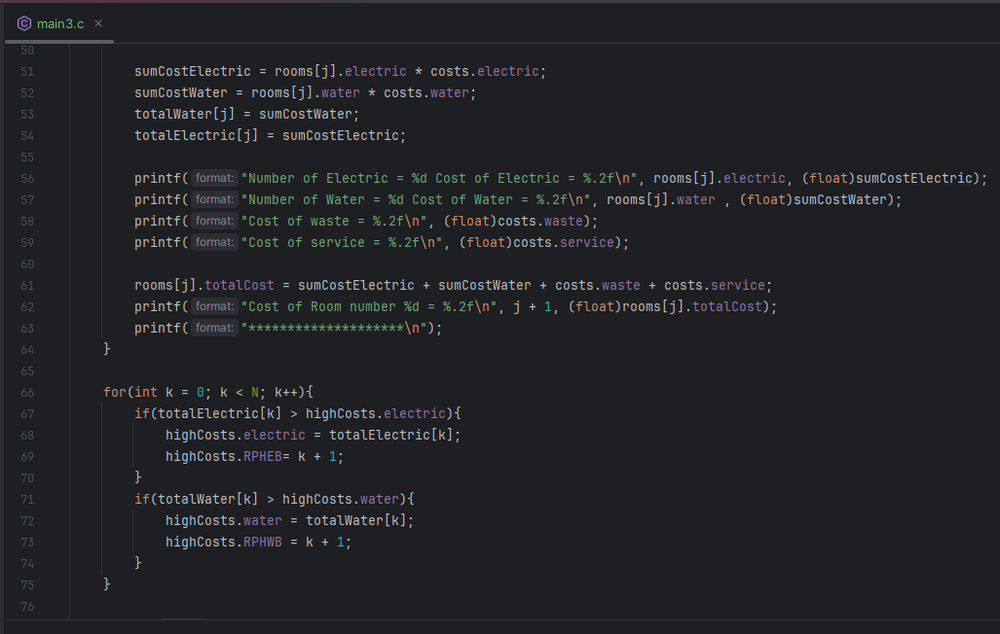 main3.c ×
50
51 sumCostElectric = rooms[j].electric * costs.electric;
52 sumCostWater = rooms[j].water * costs.water;
53 totalWater[j] = sumCostWater;
54 totalElectric[j] = sumCostElectric;
55
56 printf( format: "Number of Electric = %d Cost of Electric = %.2f\n", rooms[j].electric, (float)sumCostElectric);
57 printf( format: "Number of Water = %d Cost of Water = %.2f\n", rooms[j].water , (float)sumCostWater);
58 printf( format: "Cost of waste = %.2f\n", (float)costs.waste);
59 printf( format: "Cost of service = %.2f\n", (float)costs.service);
60
61 rooms[j].totalCost = sumCostElectric + sumCostWater + costs.waste + costs.service;
62 printf( format: "Cost of Room number %d = %.2f\n", j + 1, (float)rooms[j].totalCost);
63 printf( format: "********************\n");
64 }
65
66 for(int k = 0; k < N; k++){
67 if(totalElectric[k] > highCosts.electric){
68 highCosts.electric = totalElectric[k];
69 highCosts.RPHEB= k + 1;
70 }
71 if(totalWater[k] > highCosts.water){
72 highCosts.water = totalWater[k];
73 highCosts.RPHWB = k + 1;
74 }
75 }
76